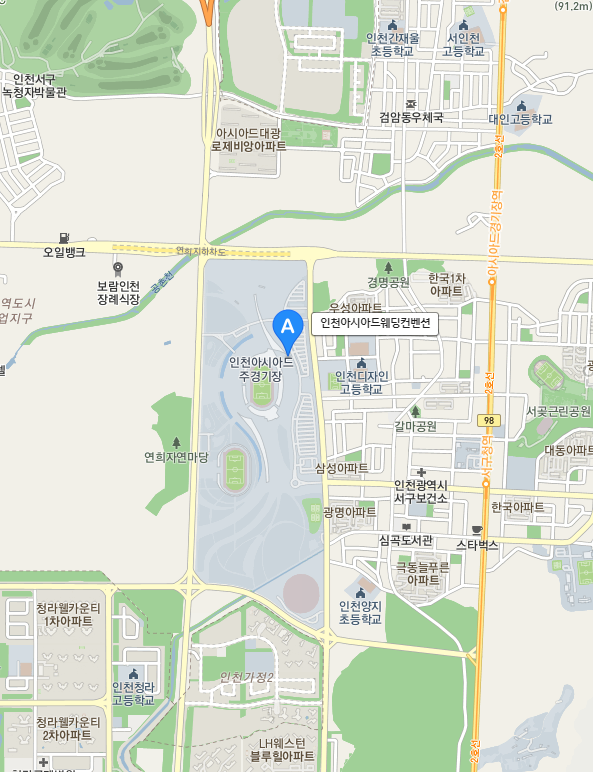 (91.2m)
인천간재울
초등학교
서인천
고등학교
인천서구
녹청자박물관
검암동우체국
대인고등학교
2호선
아시아드대광
로제비앙아파트
아시아드경기장역
연희지하차도
오일뱅크
공촌천
보람인천
장례식장
경명공원
한국1차
아파트
역도시
업지구
우성아파트
A
인천아시아드웨딩컨벤션
인천아시아드
주경기장
인천디자인
고등학교
2호선
98
갈마공원
서곶근린공원
연희자연마당
서구청역
대동아파트
삼성아파트
인천광역시
서구보건소
광명아파트
한국아파트
심곡도서관
스타벅스
극동늘푸른
아파트
청라웰카운티
1차아파트
인천양지
초등학교
인천청라
고등학교
인천가정2
청라웰카운티
2차아파트
LH웨스턴
블루힐아파트
2호선